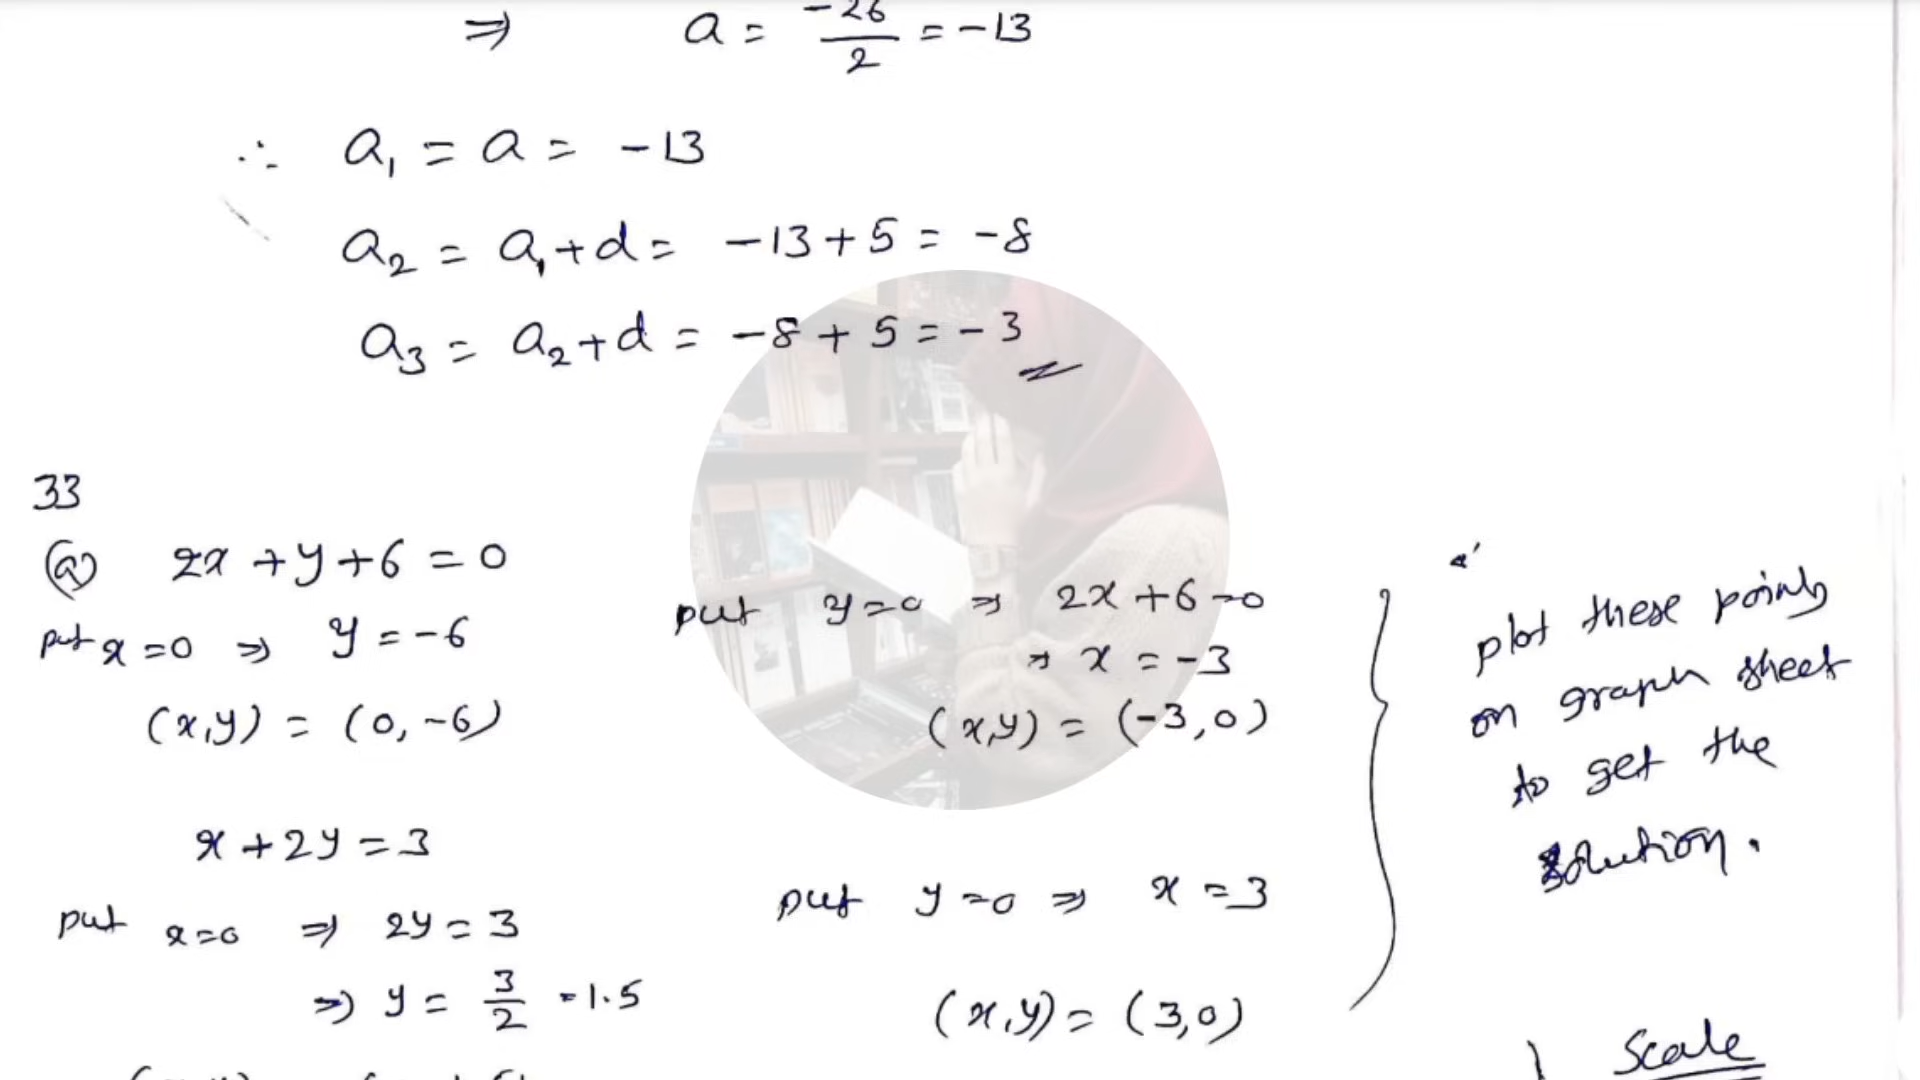 ⇒ a = -26/2 = -13
∴ a₁ = a = -13
a₂ = a₁+d = -13+5 = -8
a₃ = a₂+d = -8+5 = -3
33
(a) 2x+y+6=0
put x=0 ⇒ y=-6
(x,y) = (0,-6)
put y=0 ⇒ 2x+6=0
⇒ x = -3
(x,y) = (-3,0)
x+2y=3
put x=0 ⇒ 2y=3
⇒ y = 3/2 = 1.5
put y=0 ⇒ x=3
(x,y) = (3,0)
plot these points
on graph sheet
to get the
solution.
Scale